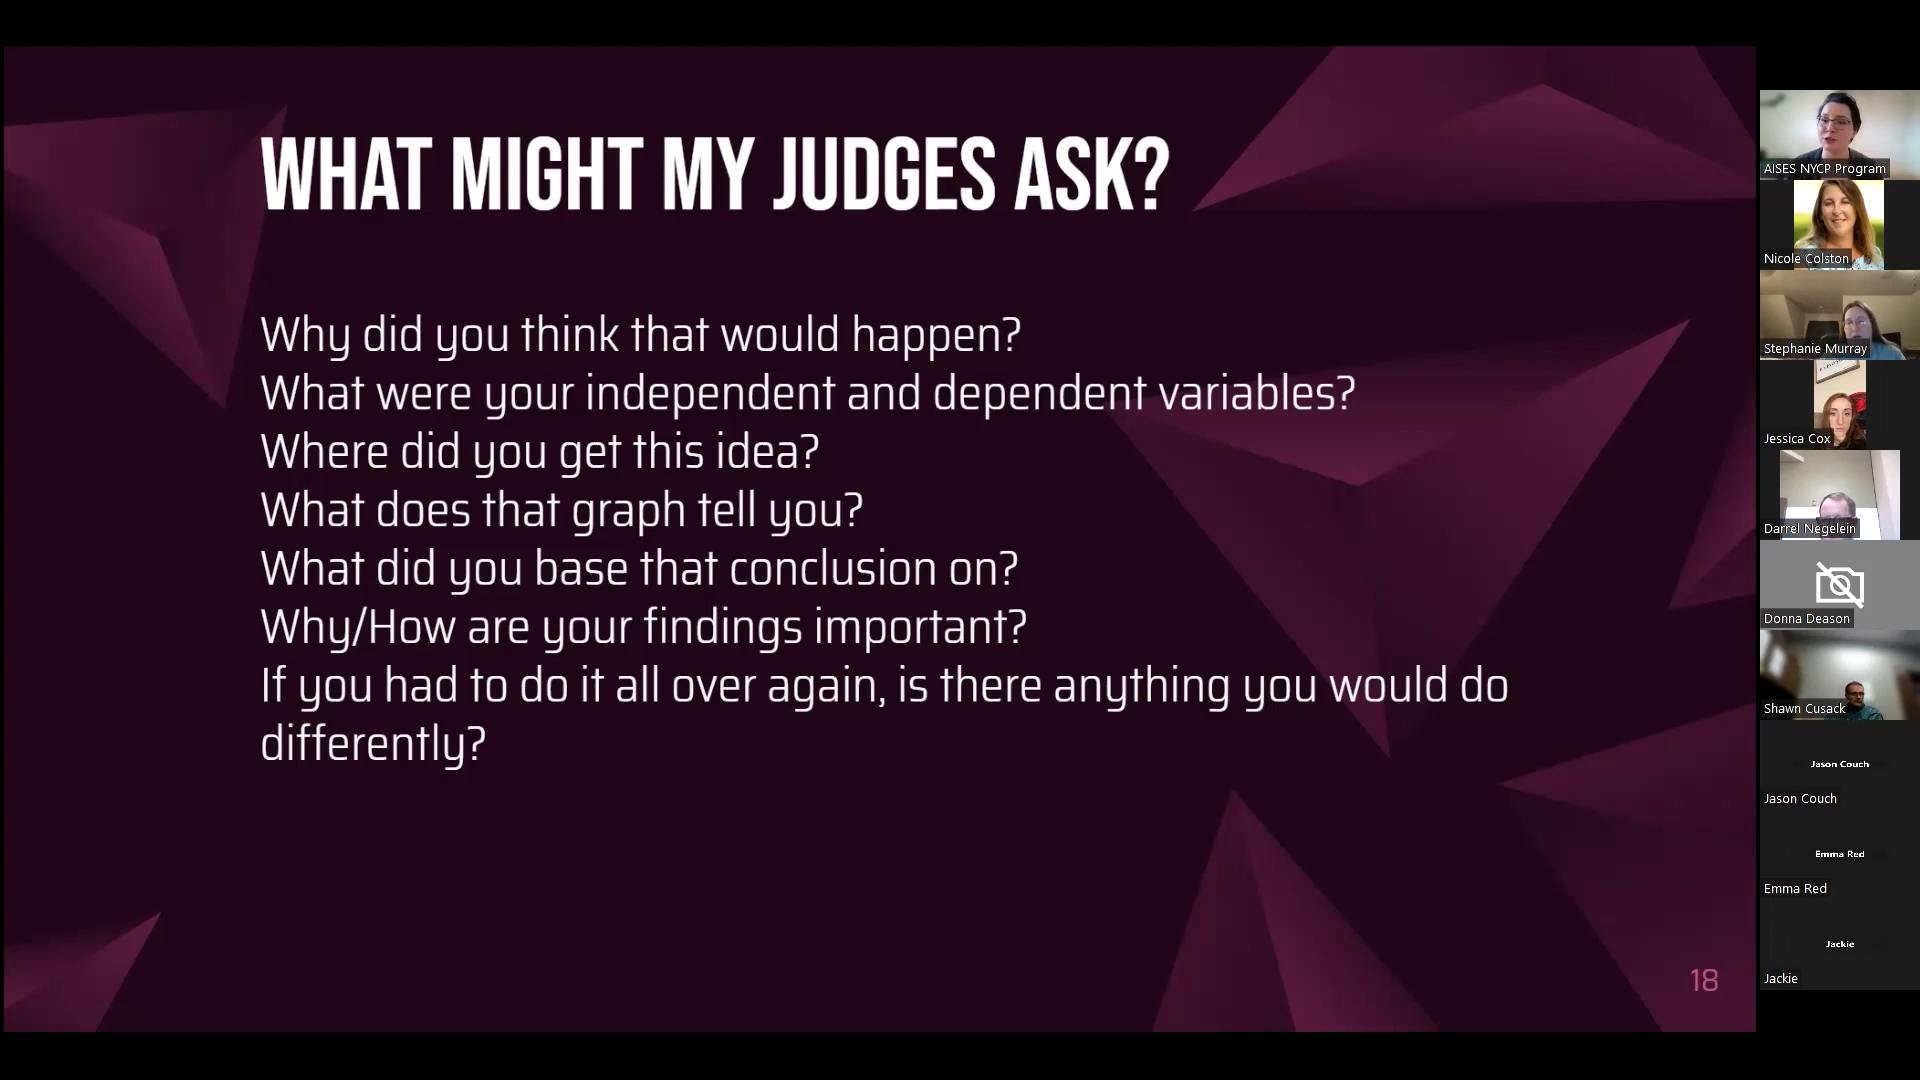 WHAT MIGHT MY JUDGES ASK?
Why did you think that would happen?
What were your independent and dependent variables?
Where did you get this idea?
What does that graph tell you?
What did you base that conclusion on?
Why/How are your findings important?
If you had to do it all over again, is there anything you would do
differently?
18
AISES NYCP Program
Nicole Colston
Stephanie Murray
Jessica Cox
Darrel Negelein
Donna Deason
Shawn Cusack
Jason Couch
Jason Couch
Emma Red
Emma Red
Jackie
Jackie